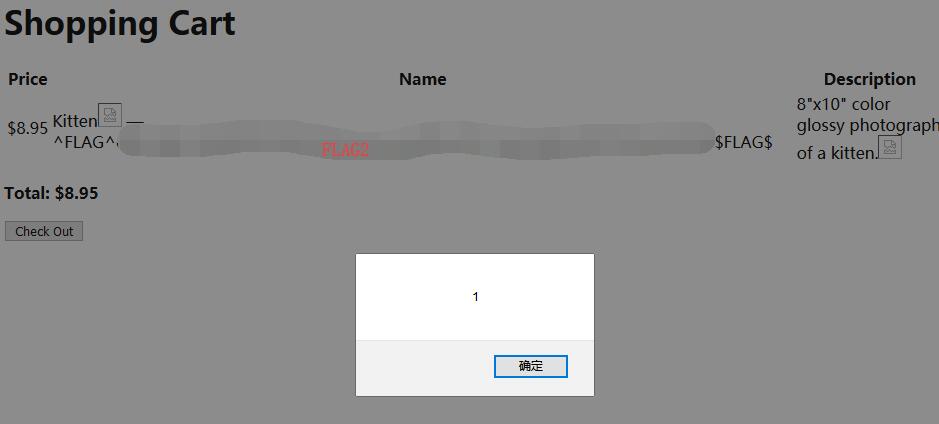 Shopping Cart
Price Name Description
$8.95 Kitten — 8"x10" color
glossy photograph
^FLAG^ FLAG2 $FLAG$
of a kitten.
Total: $8.95
Check Out
1
确定